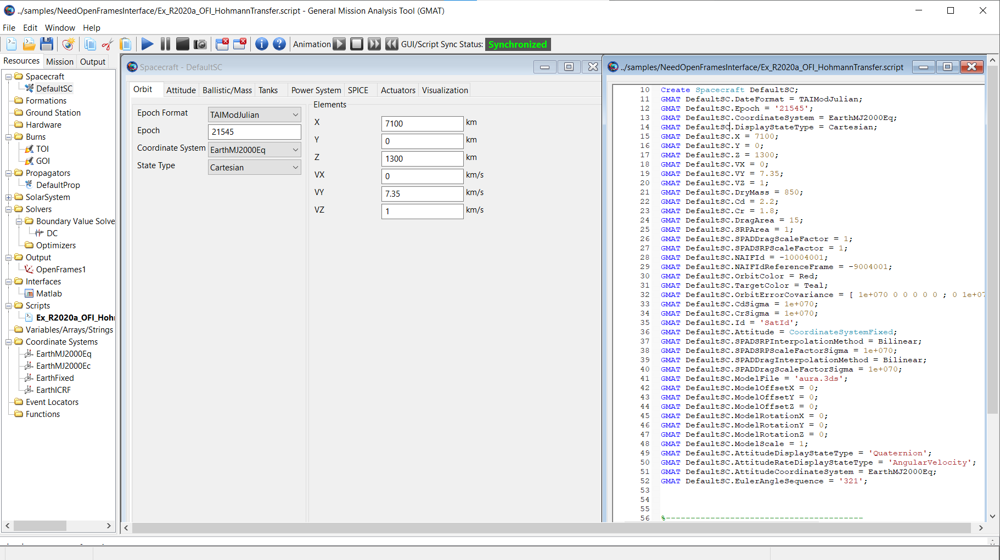 ../samples/NeedOpenFramesInterface/Ex_R2020a_OFI_HohmannTransfer.script - General Mission Analysis Tool (GMAT)
File Edit Window Help
Animation GUI/Script Sync Status: Synchronized
Resources Mission Output
Spacecraft
DefaultSC
Formations
Ground Station
Hardware
Burns
TOI
GOI
Propagators
DefaultProp
SolarSystem
Solvers
Boundary Value Solve
DC
Optimizers
Output
OpenFrames1
Interfaces
Matlab
Scripts
Ex_R2020a_OFI_Hohr
Variables/Arrays/Strings
Coordinate Systems
EarthMJ2000Eq
EarthMJ2000Ec
EarthFixed
EarthICRF
Event Locators
Functions
Spacecraft - DefaultSC
Orbit Attitude Ballistic/Mass Tanks Power System SPICE Actuators Visualization
Epoch Format TAIModJulian
Epoch 21545
Coordinate System EarthMJ2000Eq
State Type Cartesian
Elements
X 7100 km
Y 0 km
Z 1300 km
VX 0 km/s
VY 7.35 km/s
VZ 1 km/s
../samples/NeedOpenFramesInterface/Ex_R2020a_OFI_HohmannTransfer.script
10 Create Spacecraft DefaultSC;
11 GMAT DefaultSC.DateFormat = TAIModJulian;
12 GMAT DefaultSC.Epoch = '21545';
13 GMAT DefaultSC.CoordinateSystem = EarthMJ2000Eq;
14 GMAT DefaultSC.DisplayStateType = Cartesian;
15 GMAT DefaultSC.X = 7100;
16 GMAT DefaultSC.Y = 0;
17 GMAT DefaultSC.Z = 1300;
18 GMAT DefaultSC.VX = 0;
19 GMAT DefaultSC.VY = 7.35;
20 GMAT DefaultSC.VZ = 1;
21 GMAT DefaultSC.DryMass = 850;
22 GMAT DefaultSC.Cd = 2.2;
23 GMAT DefaultSC.Cr = 1.8;
24 GMAT DefaultSC.DragArea = 15;
25 GMAT DefaultSC.SRPArea = 1;
26 GMAT DefaultSC.SPADDragScaleFactor = 1;
27 GMAT DefaultSC.SPADSRPScaleFactor = 1;
28 GMAT DefaultSC.NAIFId = -10004001;
29 GMAT DefaultSC.NAIFIdReferenceFrame = -9004001;
30 GMAT DefaultSC.OrbitColor = Red;
31 GMAT DefaultSC.TargetColor = Teal;
32 GMAT DefaultSC.OrbitErrorCovariance = [ 1e+070 0 0 0 0 0 ; 0 1e+07
33 GMAT DefaultSC.CdSigma = 1e+070;
34 GMAT DefaultSC.CrSigma = 1e+070;
35 GMAT DefaultSC.Id = 'SatId';
36 GMAT DefaultSC.Attitude = CoordinateSystemFixed;
37 GMAT DefaultSC.SPADSRPInterpolationMethod = Bilinear;
38 GMAT DefaultSC.SPADSRPScaleFactorSigma = 1e+070;
39 GMAT DefaultSC.SPADDragInterpolationMethod = Bilinear;
40 GMAT DefaultSC.SPADDragScaleFactorSigma = 1e+070;
41 GMAT DefaultSC.ModelFile = 'aura.3ds';
42 GMAT DefaultSC.ModelOffsetX = 0;
43 GMAT DefaultSC.ModelOffsetY = 0;
44 GMAT DefaultSC.ModelOffsetZ = 0;
45 GMAT DefaultSC.ModelRotationX = 0;
46 GMAT DefaultSC.ModelRotationY = 0;
47 GMAT DefaultSC.ModelRotationZ = 0;
48 GMAT DefaultSC.ModelScale = 1;
49 GMAT DefaultSC.AttitudeDisplayStateType = 'Quaternion';
50 GMAT DefaultSC.AttitudeRateDisplayStateType = 'AngularVelocity';
51 GMAT DefaultSC.AttitudeCoordinateSystem = EarthMJ2000Eq;
52 GMAT DefaultSC.EulerAngleSequence = '321';
53
54
55
56 %----------------------------------------